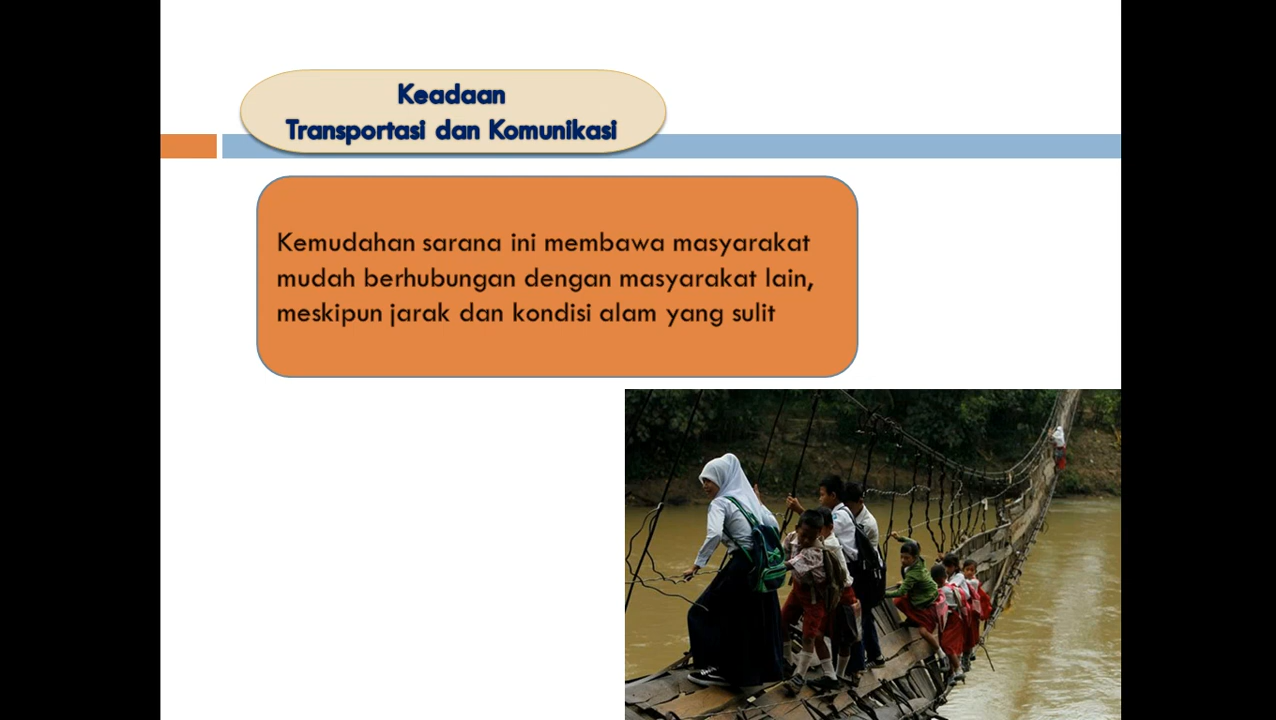 Keadaan
Transportasi dan Komunikasi
Kemudahan sarana ini membawa masyarakat
mudah berhubungan dengan masyarakat lain,
meskipun jarak dan kondisi alam yang sulit